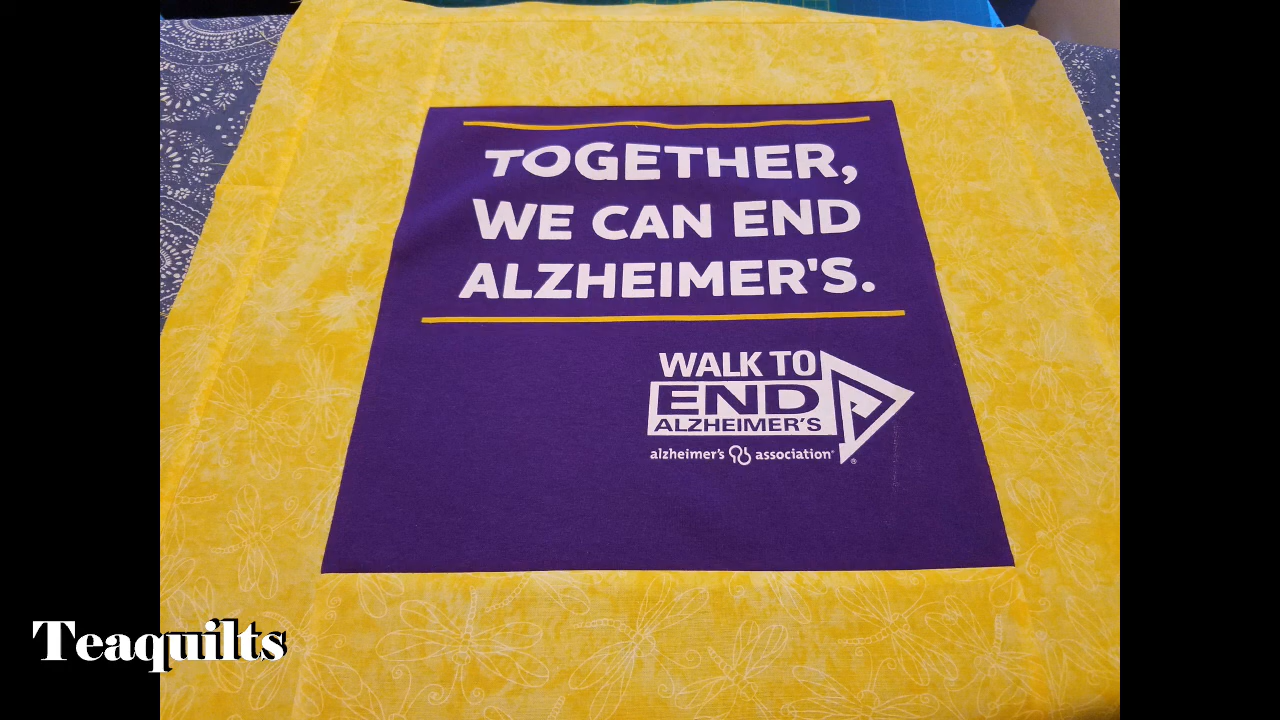 TOGETHER,
WE CAN END
ALZHEIMER'S.
WALK TO
END
ALZHEIMER'S
alzheimer's association®
®
Teaquilts